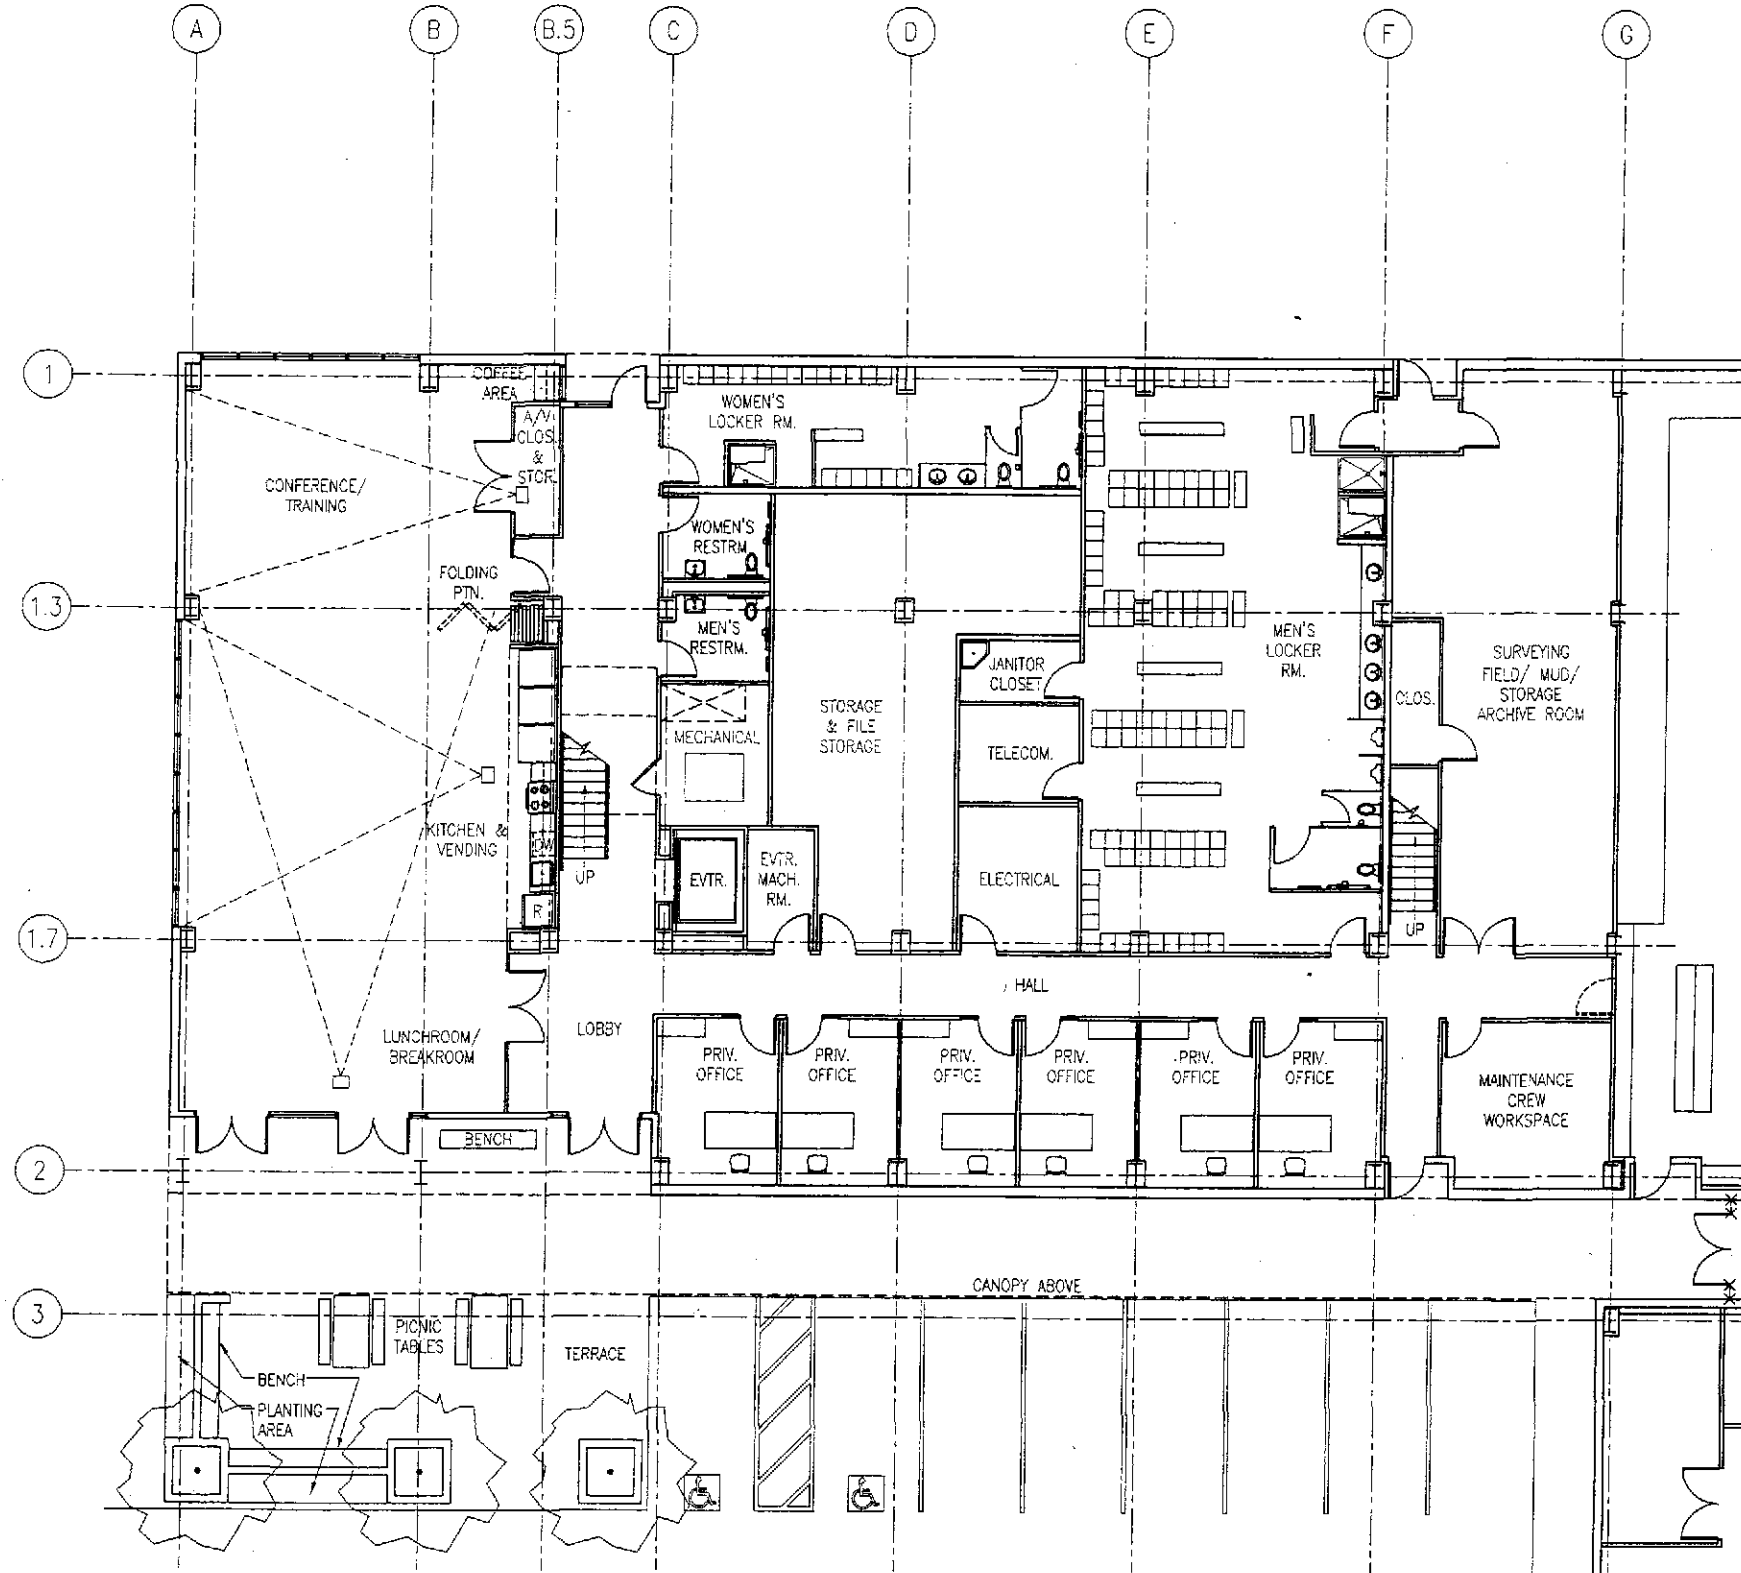 A
B
B.5
C
D
E
F
G
1
COFFEE
AREA
A/V
CLOS.
&
STOR.
WOMEN'S
LOCKER RM.
CONFERENCE/
TRAINING
WOMEN'S
RESTRM.
FOLDING
PTN.
1.3
MEN'S
RESTRM.
JANITOR
CLOSET
MEN'S
LOCKER
RM.
SURVEYING
FIELD/ MUD/
STORAGE
ARCHIVE ROOM
CLOS.
STORAGE
& FILE
STORAGE
MECHANICAL
TELECOM.
KITCHEN &
VENDING
DW
UP
EVTR.
EVTR.
MACH.
RM.
ELECTRICAL
R
UP
1.7
HALL
LOBBY
LUNCHROOM/
BREAKROOM
PRIV.
OFFICE
PRIV.
OFFICE
PRIV.
OFFICE
PRIV.
OFFICE
PRIV.
OFFICE
PRIV.
OFFICE
MAINTENANCE
CREW
WORKSPACE
BENCH
2
CANOPY ABOVE
3
PICNIC
TABLES
TERRACE
BENCH
PLANTING
AREA